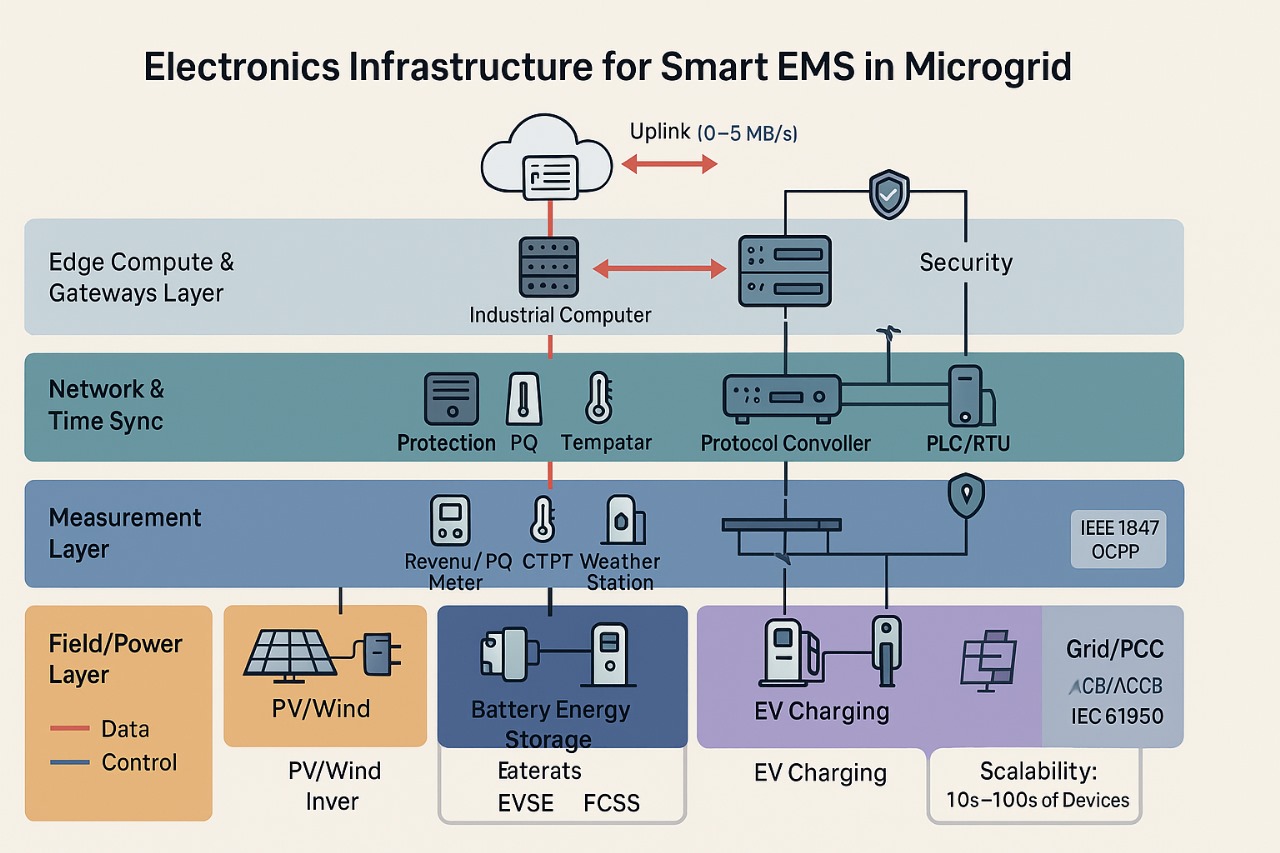 Electronics Infrastructure for Smart EMS in Microgrid
Uplink (0–5 MB/s)
Edge Compute &
Gateways Layer
Industrial Computer
Security
Network &
Time Sync
Protection
PQ
Tempatar
Protocol Convoller
PLC/RTU
Measurement
Layer
Revenu/PQ
Meter
CTPT
Weather
Station
IEEE 1847
OCPP
Field/Power
Layer
Data
Control
PV/Wind
Battery Energy
Storage
EV Charging
Grid/PCC
IEC 61950
PV/Wind
Inver
Eaterats
EVSE FCSS
EV Charging
Scalability:
10s–100s of Devices